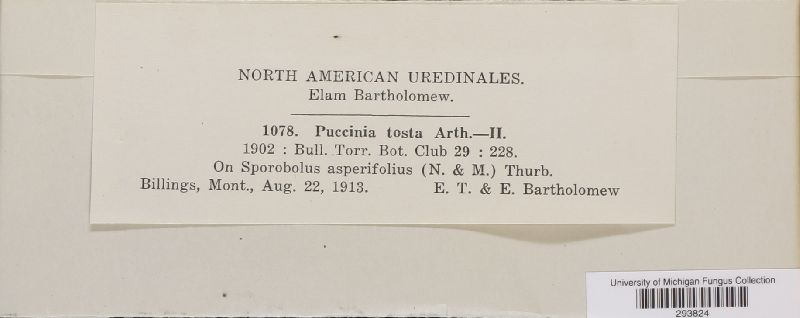 NORTH AMERICAN UREDINALES.
Elam Bartholomew.
1078. Puccinia tosta Arth.—II.
1902 : Bull. Torr. Bot. Club 29 : 228.
On Sporobolus asperifolius (N. & M.) Thurb.
Billings, Mont., Aug. 22, 1913. E. T. & E. Bartholomew
University of Michigan Fungus Collection
293824